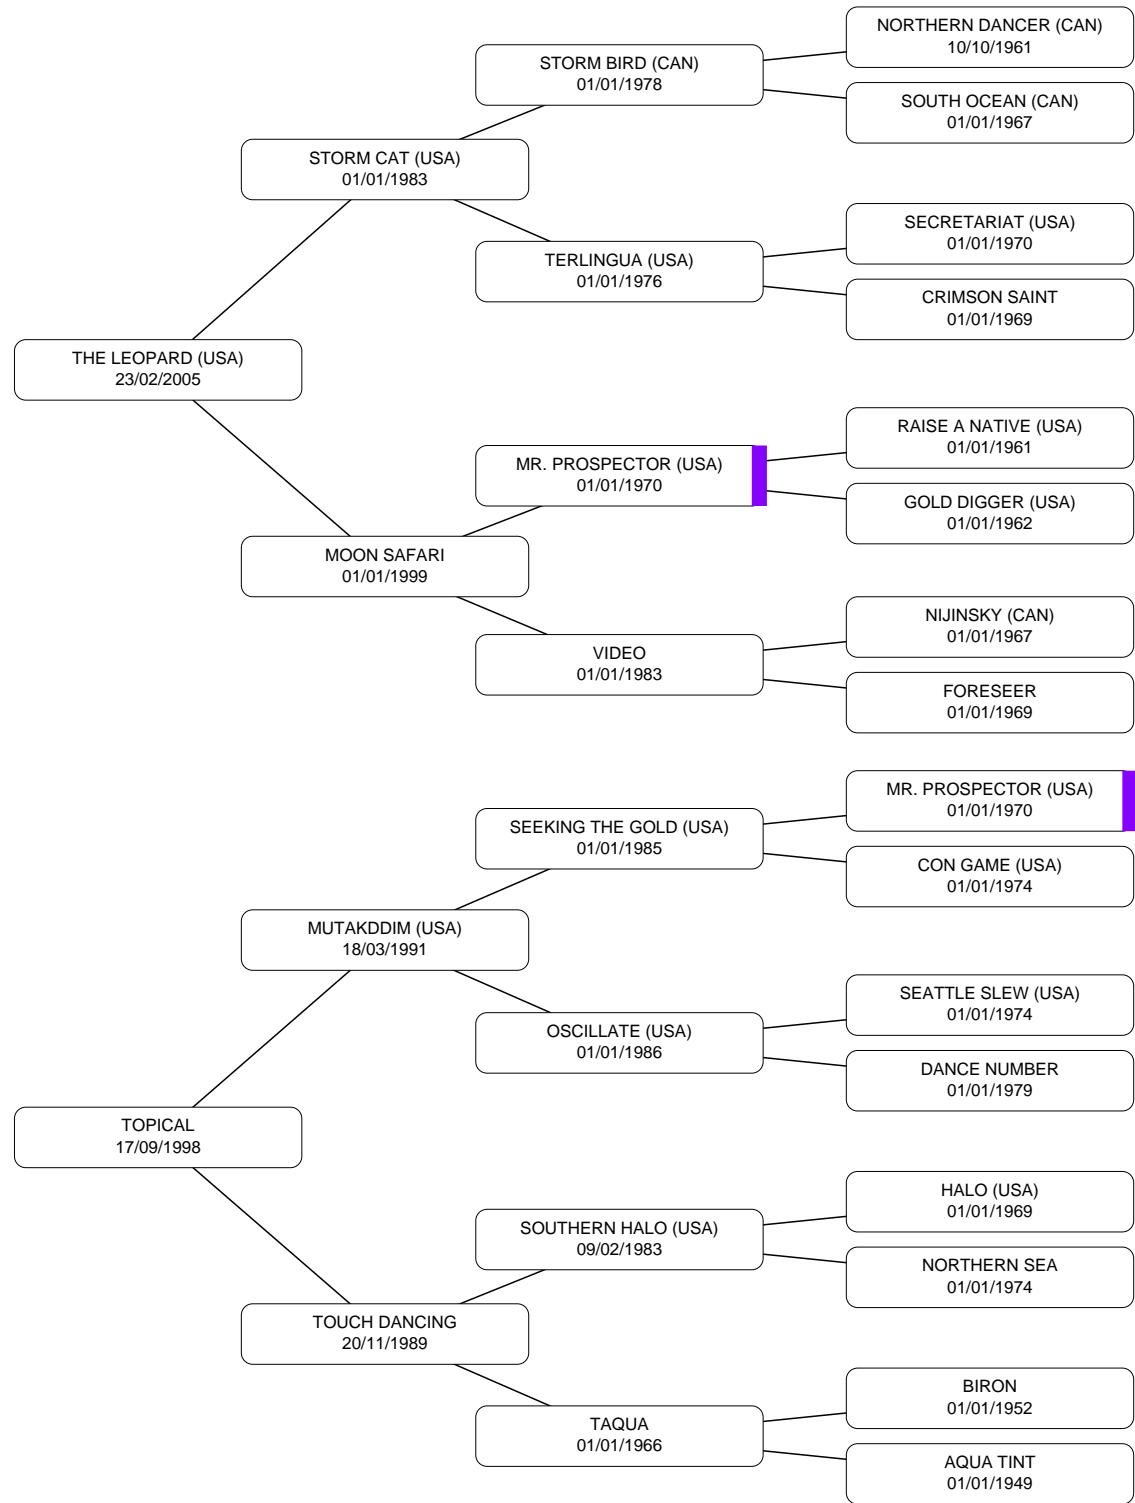 NORTHERN DANCER (CAN)
10/10/1961
STORM BIRD (CAN)
01/01/1978
SOUTH OCEAN (CAN)
01/01/1967
STORM CAT (USA)
01/01/1983
SECRETARIAT (USA)
01/01/1970
TERLINGUA (USA)
01/01/1976
CRIMSON SAINT
01/01/1969
THE LEOPARD (USA)
23/02/2005
RAISE A NATIVE (USA)
01/01/1961
MR. PROSPECTOR (USA)
01/01/1970
GOLD DIGGER (USA)
01/01/1962
MOON SAFARI
01/01/1999
NIJINSKY (CAN)
01/01/1967
VIDEO
01/01/1983
FORESEER
01/01/1969
MR. PROSPECTOR (USA)
01/01/1970
SEEKING THE GOLD (USA)
01/01/1985
CON GAME (USA)
01/01/1974
MUTAKDDIM (USA)
18/03/1991
SEATTLE SLEW (USA)
01/01/1974
OSCILLATE (USA)
01/01/1986
DANCE NUMBER
01/01/1979
TOPICAL
17/09/1998
HALO (USA)
01/01/1969
SOUTHERN HALO (USA)
09/02/1983
NORTHERN SEA
01/01/1974
TOUCH DANCING
20/11/1989
BIRON
01/01/1952
TAQUA
01/01/1966
AQUA TINT
01/01/1949